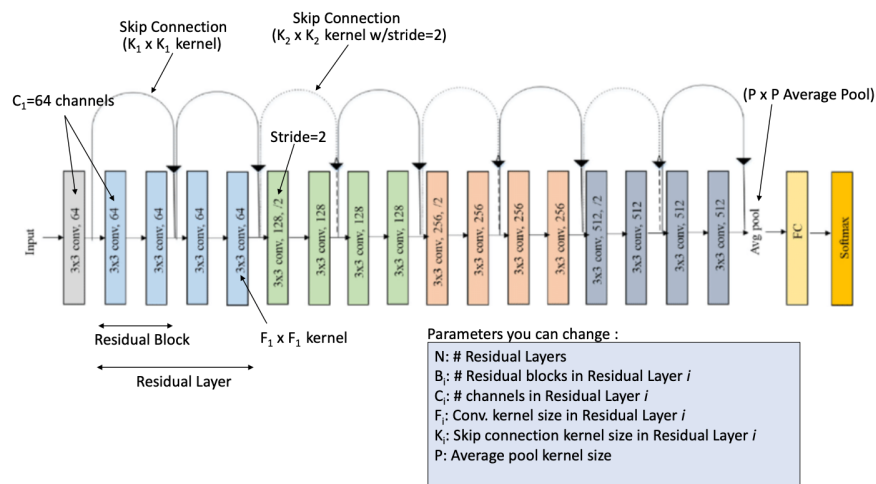 Skip Connection
(K₁ x K₁ kernel)
Skip Connection
(K₂ x K₂ kernel w/stride=2)
C₁=64 channels
(P x P Average Pool)
Stride=2
Input
3x3 conv, 64
3x3 conv, 64
3x3 conv, 64
3x3 conv, 64
3x3 conv, 64
3x3 conv, 128, /2
3x3 conv, 128
3x3 conv, 128
3x3 conv, 128
3x3 conv, 256, /2
3x3 conv, 256
3x3 conv, 256
3x3 conv, 256
3x3 conv, 512, /2
3x3 conv, 512
3x3 conv, 512
3x3 conv, 512
Avg pool
FC
Softmax
Residual Block
F₁ x F₁ kernel
Residual Layer
Parameters you can change :
N: # Residual Layers
Bᵢ: # Residual blocks in Residual Layer i
Cᵢ: # channels in Residual Layer i
Fᵢ: Conv. kernel size in Residual Layer i
Kᵢ: Skip connection kernel size in Residual Layer i
P: Average pool kernel size